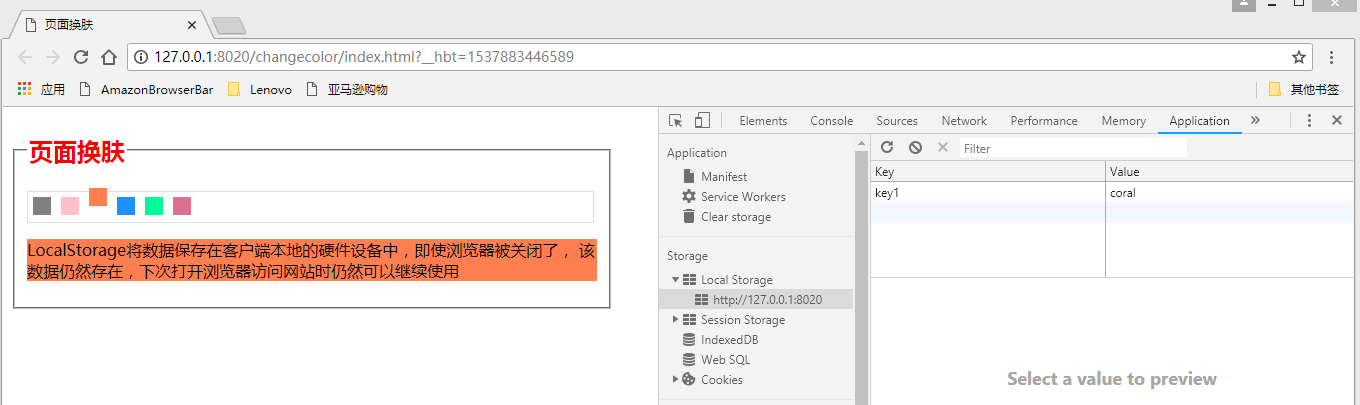 页面换肤
127.0.0.1:8020/changecolor/index.html?__hbt=1537883446589
应用 AmazonBrowserBar Lenovo 亚马逊购物 其他书签
页面换肤
LocalStorage将数据保存在客户端本地的硬件设备中，即使浏览器被关闭了， 该
数据仍然存在，下次打开浏览器访问网站时仍然可以继续使用
Elements Console Sources Network Performance Memory Application
Application
Manifest
Service Workers
Clear storage
Storage
Local Storage
http://127.0.0.1:8020
Session Storage
IndexedDB
Web SQL
Cookies
Filter
Key Value
key1 coral
Select a value to preview